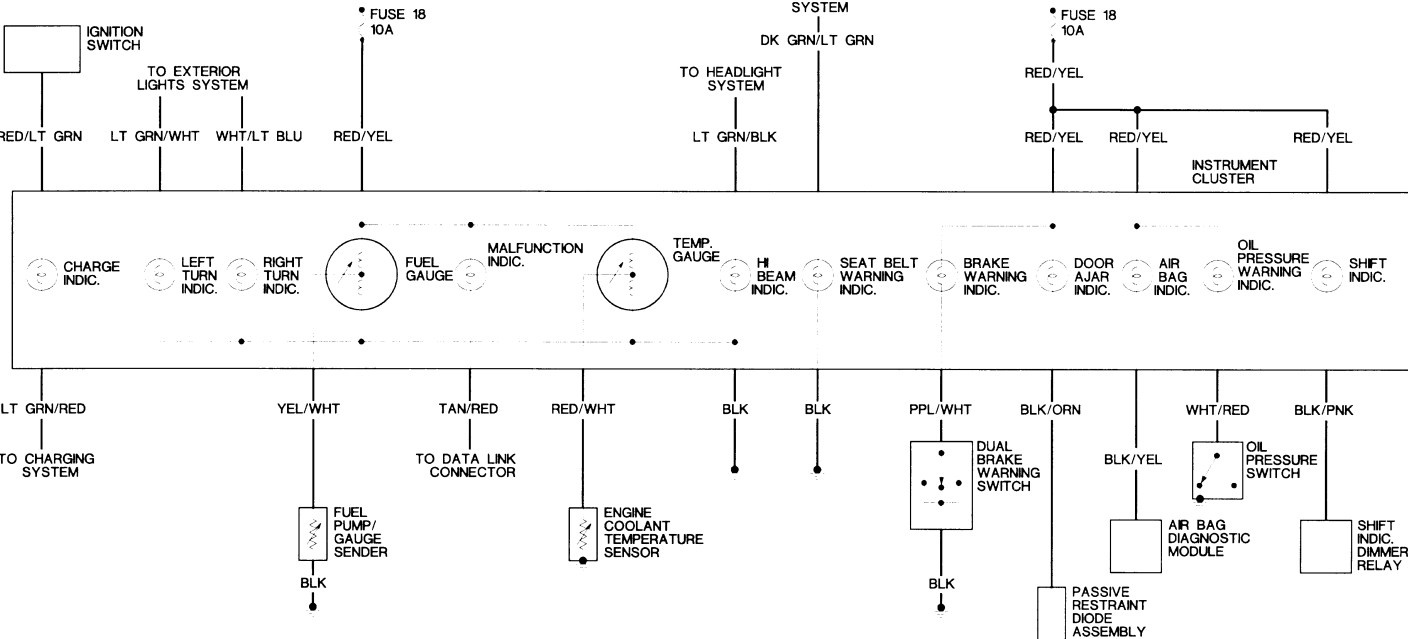 SYSTEM
FUSE 18
10A
FUSE 18
10A
IGNITION
SWITCH
DK GRN/LT GRN
TO EXTERIOR
LIGHTS SYSTEM
TO HEADLIGHT
SYSTEM
RED/YEL
RED/LT GRN
LT GRN/WHT
WHT/LT BLU
RED/YEL
LT GRN/BLK
RED/YEL
RED/YEL
RED/YEL
INSTRUMENT
CLUSTER
CHARGE
INDIC.
LEFT
TURN
INDIC.
RIGHT
TURN
INDIC.
FUEL
GAUGE
MALFUNCTION
INDIC.
TEMP.
GAUGE
HI
BEAM
INDIC.
SEAT BELT
WARNING
INDIC.
BRAKE
WARNING
INDIC.
DOOR
AJAR
INDIC.
AIR
BAG
INDIC.
OIL
PRESSURE
WARNING
INDIC.
SHIFT
INDIC.
LT GRN/RED
YEL/WHT
TAN/RED
RED/WHT
BLK
BLK
PPL/WHT
BLK/ORN
WHT/RED
BLK/PNK
TO CHARGING
SYSTEM
TO DATA LINK
CONNECTOR
DUAL
BRAKE
WARNING
SWITCH
BLK/YEL
OIL
PRESSURE
SWITCH
FUEL
PUMP/
GAUGE
SENDER
ENGINE
COOLANT
TEMPERATURE
SENSOR
AIR BAG
DIAGNOSTIC
MODULE
SHIFT
INDIC.
DIMMER
RELAY
BLK
BLK
PASSIVE
RESTRAINT
DIODE
ASSEMBLY